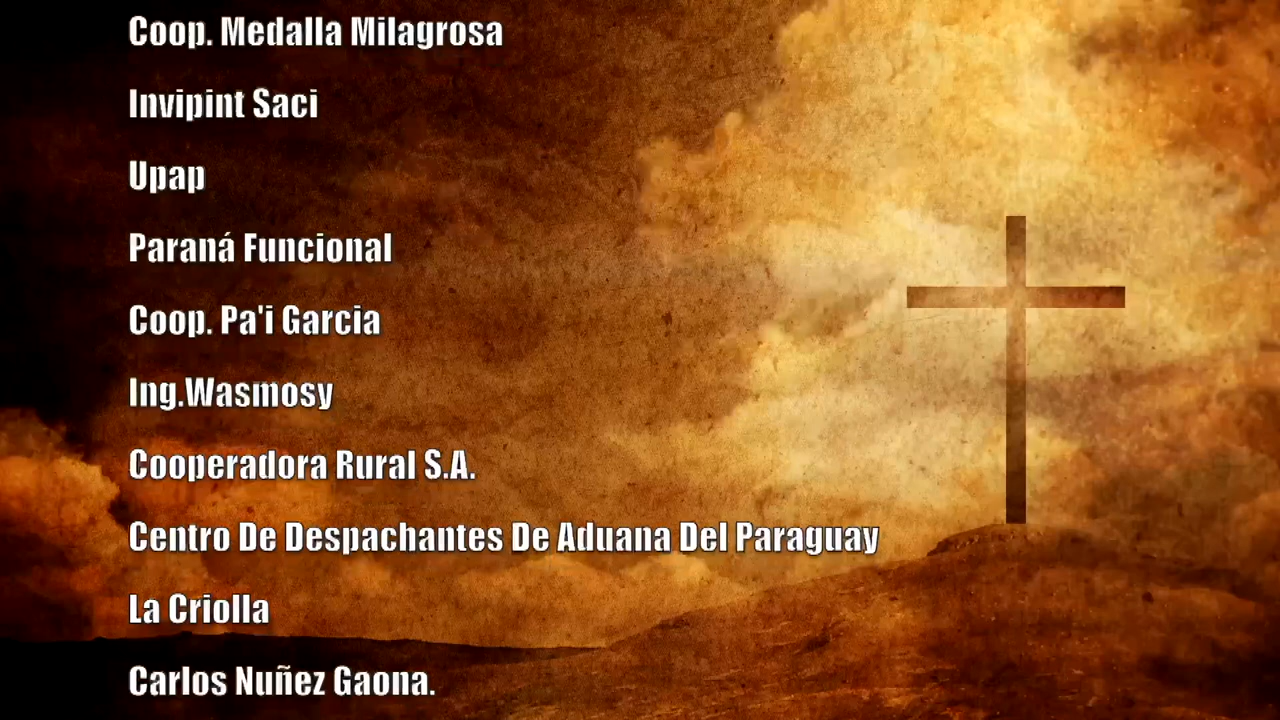 Coop. Medalla Milagrosa
Invipint Saci
Upap
Paraná Funcional
Coop. Pa'i Garcia
Ing.Wasmosy
Cooperadora Rural S.A.
Centro De Despachantes De Aduana Del Paraguay
La Criolla
Carlos Nuñez Gaona.